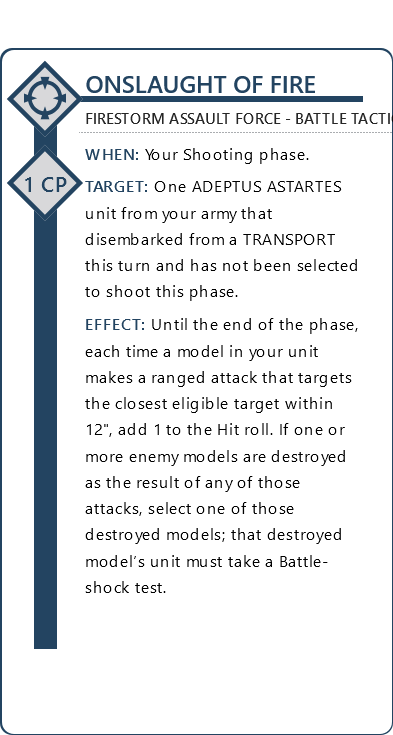 ONSLAUGHT OF FIRE
FIRESTORM ASSAULT FORCE - BATTLE TACTI
1 CP
WHEN: Your Shooting phase.
TARGET: One ADEPTUS ASTARTES
unit from your army that
disembarked from a TRANSPORT
this turn and has not been selected
to shoot this phase.
EFFECT: Until the end of the phase,
each time a model in your unit
makes a ranged attack that targets
the closest eligible target within
12", add 1 to the Hit roll. If one or
more enemy models are destroyed
as the result of any of those
attacks, select one of those
destroyed models; that destroyed
model's unit must take a Battle-
shock test.